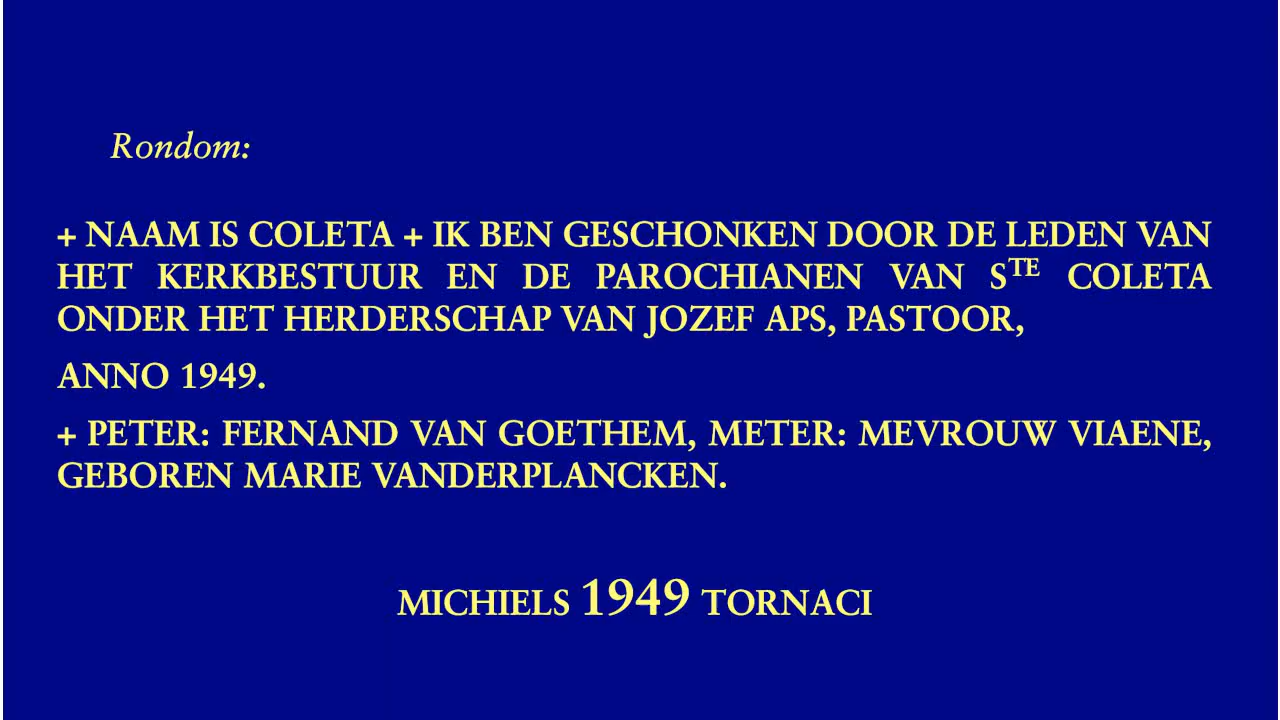 Rondom:
+ NAAM IS COLETA + IK BEN GESCHONKEN DOOR DE LEDEN VAN
HET KERKBESTUUR EN DE PAROCHIANEN VAN STE COLETA
ONDER HET HERDERSCHAP VAN JOZEF APS, PASTOOR,
ANNO 1949.
+ PETER: FERNAND VAN GOETHEM, METER: MEVROUW VIAENE,
GEBOREN MARIE VANDERPLANCKEN.
MICHIELS 1949 TORNACI